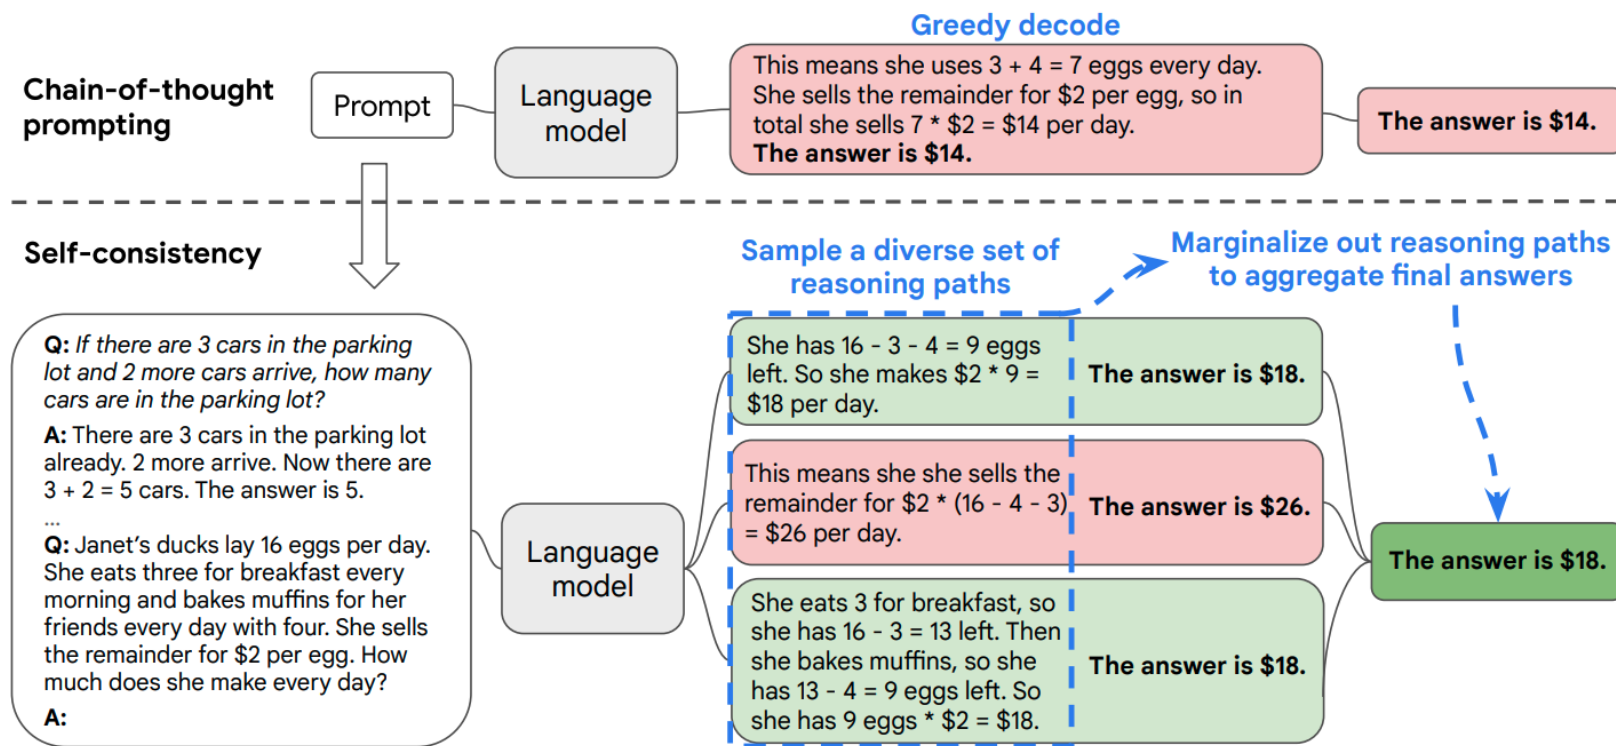 Greedy decode
Chain-of-thought
prompting
Prompt
Language
model
This means she uses 3 + 4 = 7 eggs every day.
She sells the remainder for $2 per egg, so in
total she sells 7 * $2 = $14 per day.
The answer is $14.
The answer is $14.
Self-consistency
Sample a diverse set of
reasoning paths
Marginalize out reasoning paths
to aggregate final answers
Q: If there are 3 cars in the parking
lot and 2 more cars arrive, how many
cars are in the parking lot?
A: There are 3 cars in the parking lot
already. 2 more arrive. Now there are
3 + 2 = 5 cars. The answer is 5.
...
Q: Janet's ducks lay 16 eggs per day.
She eats three for breakfast every
morning and bakes muffins for her
friends every day with four. She sells
the remainder for $2 per egg. How
much does she make every day?
A:
Language
model
She has 16 - 3 - 4 = 9 eggs
left. So she makes $2 * 9 =
$18 per day.
The answer is $18.
This means she she sells the
remainder for $2 * (16 - 4 - 3)
= $26 per day.
The answer is $26.
She eats 3 for breakfast, so
she has 16 - 3 = 13 left. Then
she bakes muffins, so she
has 13 - 4 = 9 eggs left. So
she has 9 eggs * $2 = $18.
The answer is $18.
The answer is $18.